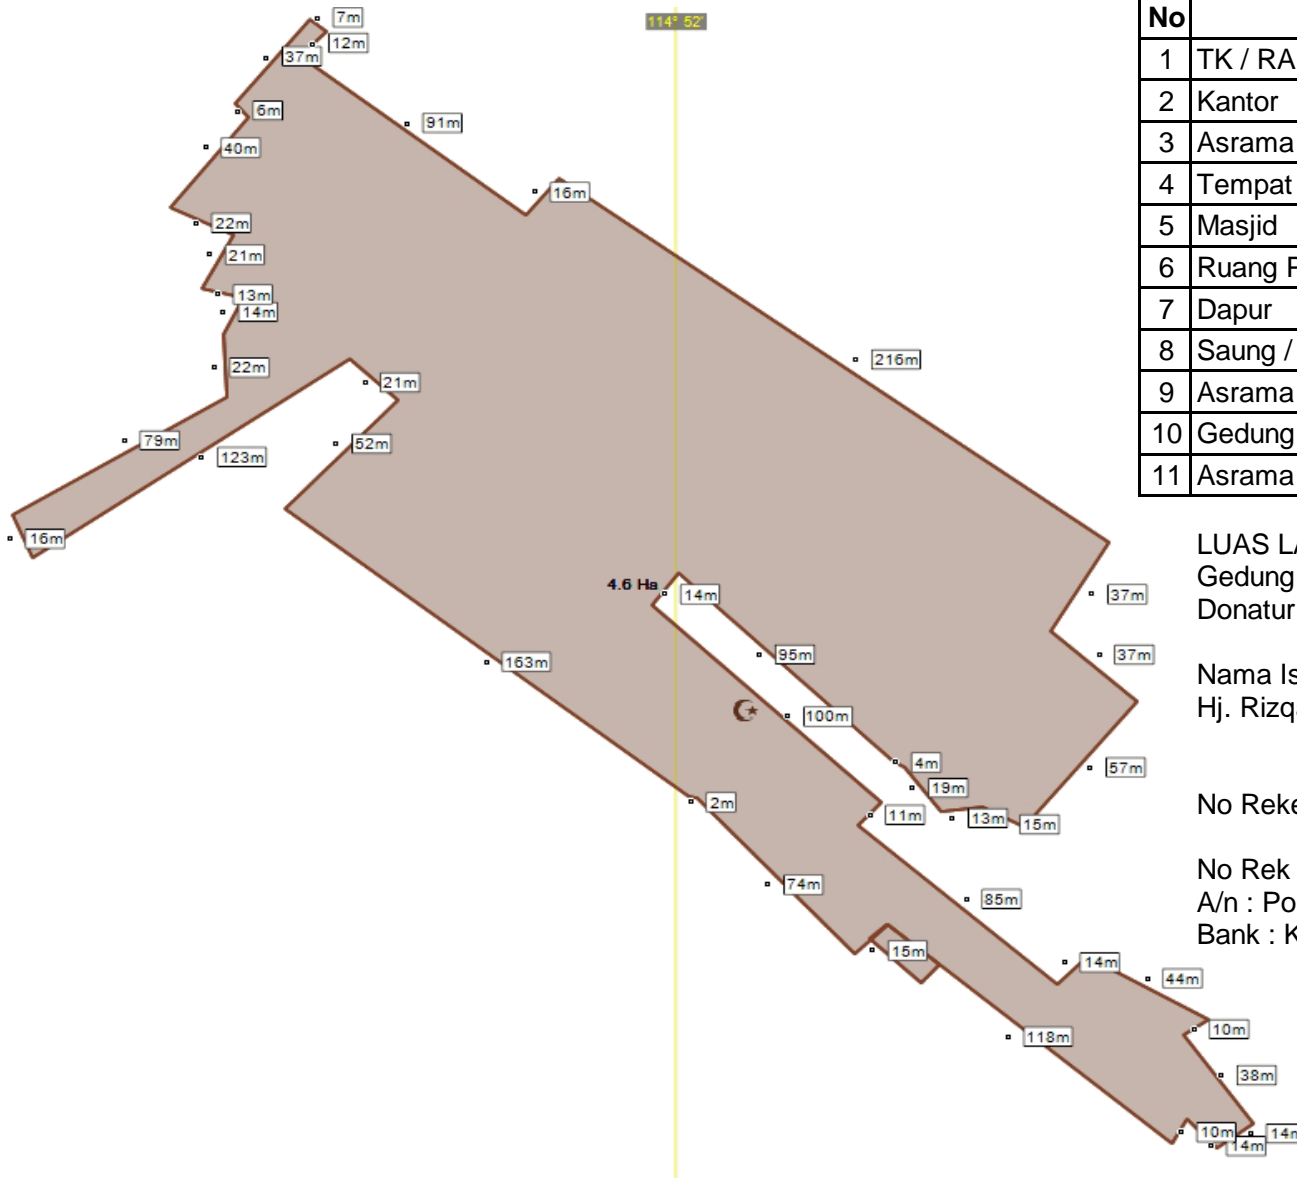 7m
114° 52'
12m
37m
6m
91m
40m
16m
22m
21m
13m
14m
22m
216m
21m
79m
52m
123m
16m
4.6 Ha
14m
37m
95m
37m
163m
100m
4m
57m
19m
2m
11m
13m
15m
74m
85m
15m
14m
44m
10m
118m
38m
10m
14m
14m
No
1 TK / RA
2 Kantor
3 Asrama
4 Tempat
5 Masjid
6 Ruang
7 Dapur
8 Saung /
9 Asrama
10 Gedung
11 Asrama
LUAS
Gedung
Donatur
Nama
Hj.
No
No Rek
A/n :
Bank :